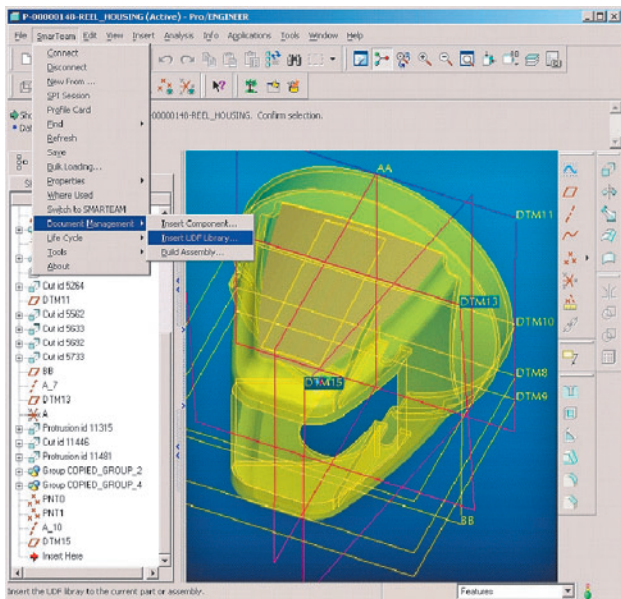 P-00000148-REEL_HOUSING (Active) - Pro/ENGINEER
File SmarTeam Edit View Insert Analysis Info Applications Tools Window Help
Connect
Disconnect
New From ...
SPI Session
Profile Card
Find
Refresh
Save
Bulk Loading...
Properties
Where Used
Switch to SMARTEAM
Document Management
Life Cycle
Tools
About
Insert Component...
Insert UDF Library...
Build Assembly...
00000148-REEL_HOUSING. Confirm selection.
Cut id 5264
DTM11
Cut id 5562
Cut id 5633
Cut id 5692
Cut id 5733
BB
A_7
DTM13
A
Protrusion id 11315
Cut id 11446
Protrusion id 11481
Group COPIED_GROUP_2
Group COPIED_GROUP_4
PNT0
PNT1
A_10
DTM15
Insert Here
AA
DTM11
DTM13
DTM10
DTM8
DTM15
DTM9
BB
Insert the UDF libray to the current part or assembly.
Features